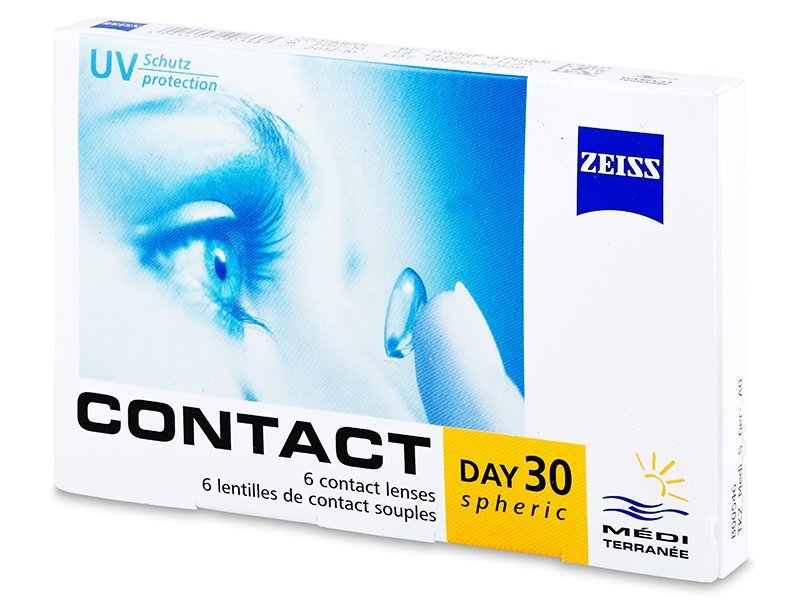 UV Schutz
protection
ZEISS
CONTACT
6 contact lenses
6 lentilles de contact souples
DAY 30
spheric
MÉDI
TERRANÉE